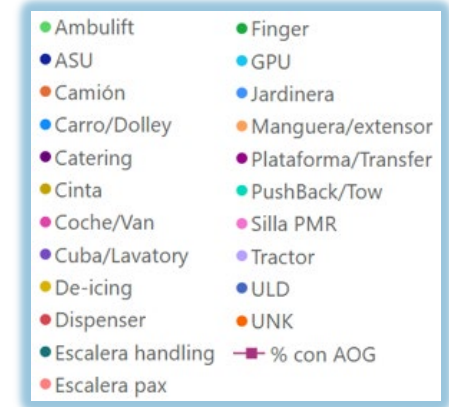 Ambulift
ASU
Camión
Carro/Dolley
Catering
Cinta
Coche/Van
Cuba/Lavatory
De-icing
Dispenser
Escalera handling
Escalera pax
Finger
GPU
Jardinera
Manguera/extensor
Plataforma/Transfer
PushBack/Tow
Silla PMR
Tractor
ULD
UNK
% con AOG